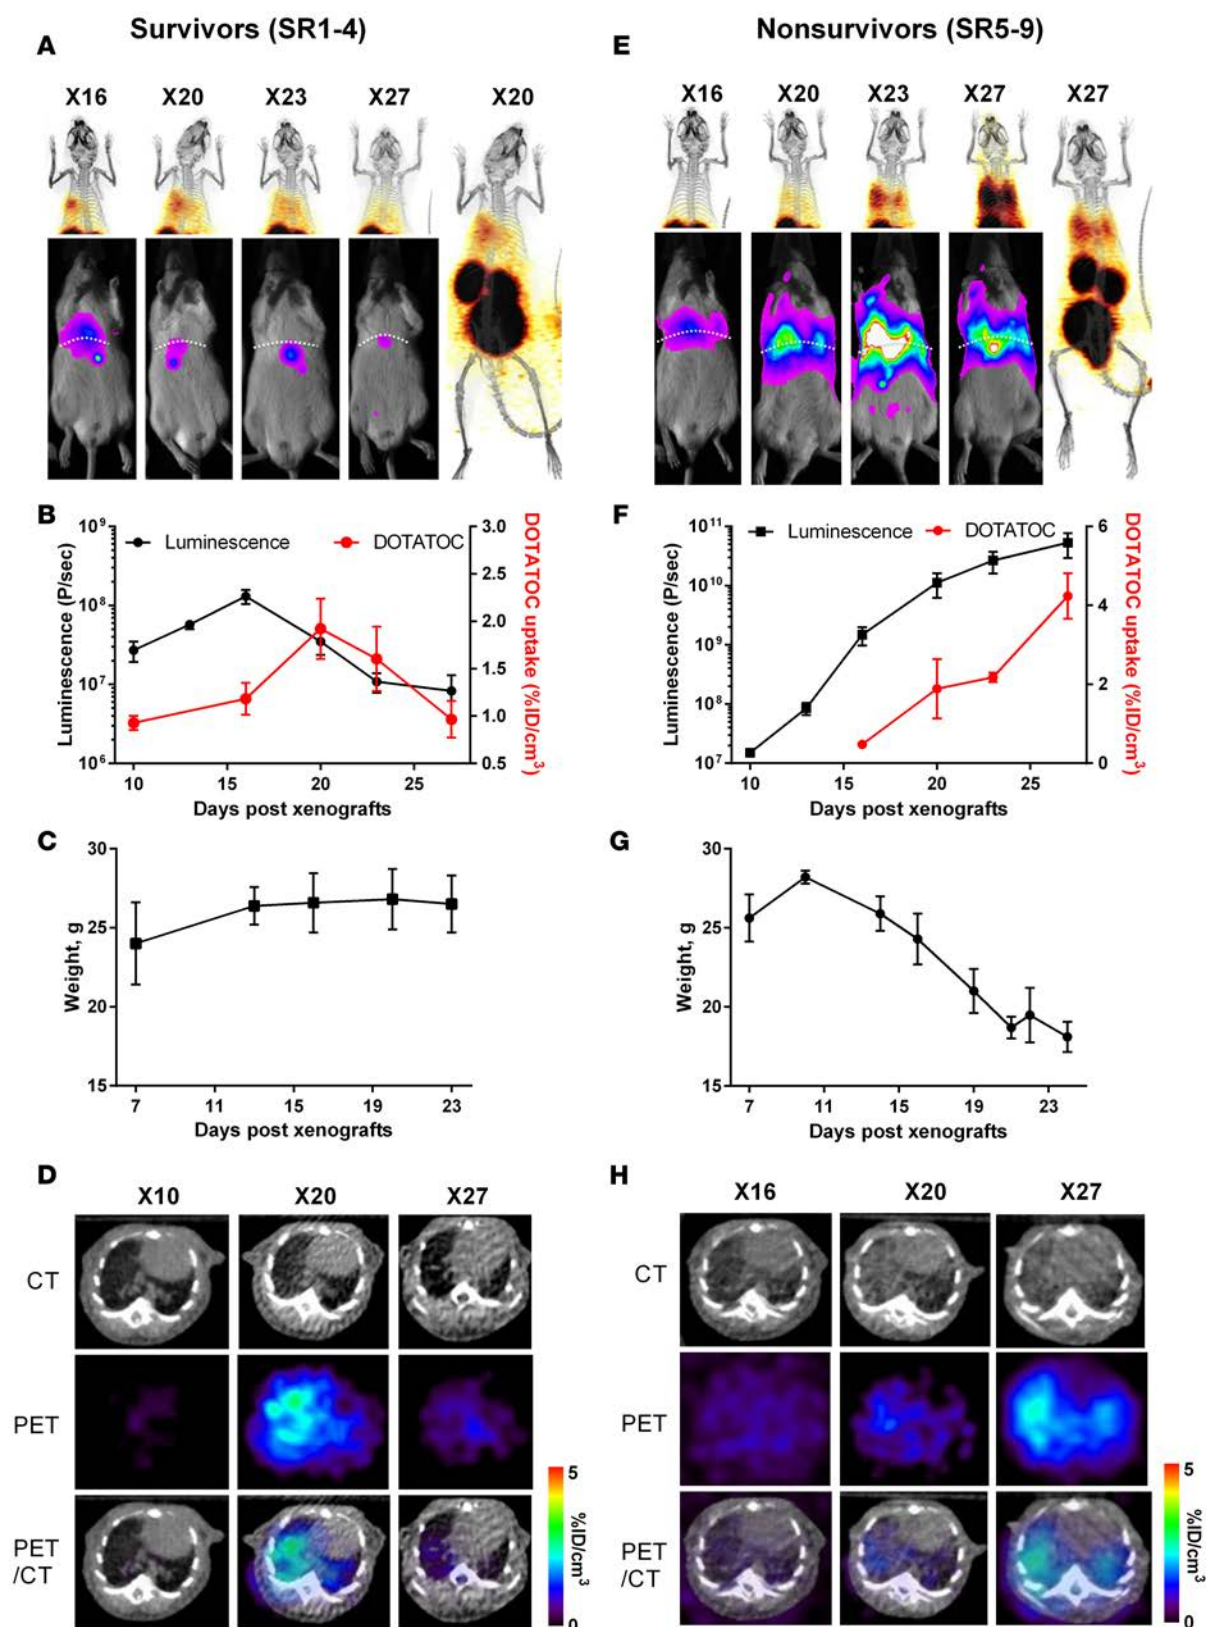 Survivors (SR1-4)
A
X16 X20 X23 X27 X20
B
Luminescence DOTATOC
Luminescence (P/sec)
10⁹
10⁸
10⁷
10⁶
DOTATOC uptake (%ID/cm³)
3.0
2.5
2.0
1.5
1.0
0.5
10 15 20 25
Days post xenografts
C
Weight, g
30
25
20
15
7 11 15 19 23
Days post xenografts
D
X10 X20 X27
CT
PET
PET
/CT
5
%ID/cm³
0
Nonsurvivors (SR5-9)
E
X16 X20 X23 X27 X27
F
Luminescence DOTATOC
Luminescence (P/sec)
10¹¹
10¹⁰
10⁹
10⁸
10⁷
DOTATOC uptake (%ID/cm³)
6
4
2
0
10 15 20 25
Days post xenografts
G
Weight, g
30
25
20
15
7 11 15 19 23
Days post xenografts
H
X16 X20 X27
CT
PET
PET
/CT
5
%ID/cm³
0